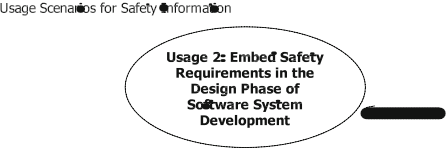 Usage Scenarios for Safety Information
Usage 2: Embed Safety
Requirements in the
Design Phase of
Software System
Development